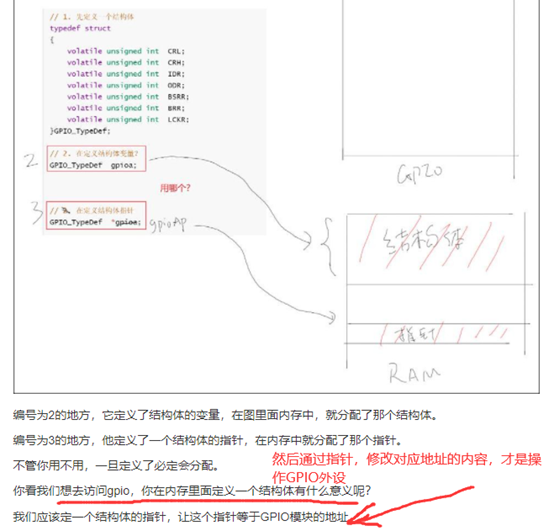 // 1. 先定义一个结构体
typedef struct
{
volatile unsigned int CRL;
volatile unsigned int CRH;
volatile unsigned int IDR;
volatile unsigned int ODR;
volatile unsigned int BSRR;
volatile unsigned int BRR;
volatile unsigned int LCKR;
}GPIO_TypeDef;
2
// 2. 在定义结构体变量?
GPIO_TypeDef gpioa;
用哪个?
3
在定义结构体指针
GPIO_TypeDef *gpioa;
gpioAp
GPIO
结构体
指针
RAM
编号为2的地方，它定义了结构体的变量，在图里面内存中，就分配了那个结构体。
编号为3的地方，他定义了一个结构体的指针，在内存中就分配了那个指针。
不管你用不用，一旦定义了必定会分配。
然后通过指针，修改对应地址的内容，才是操作GPIO外设
你看我们想去访问gpio，你在内存里面定义一个结构体有什么意义呢?
我们应该定一个结构体的指针，让这个指针等于GPIO模块的地址